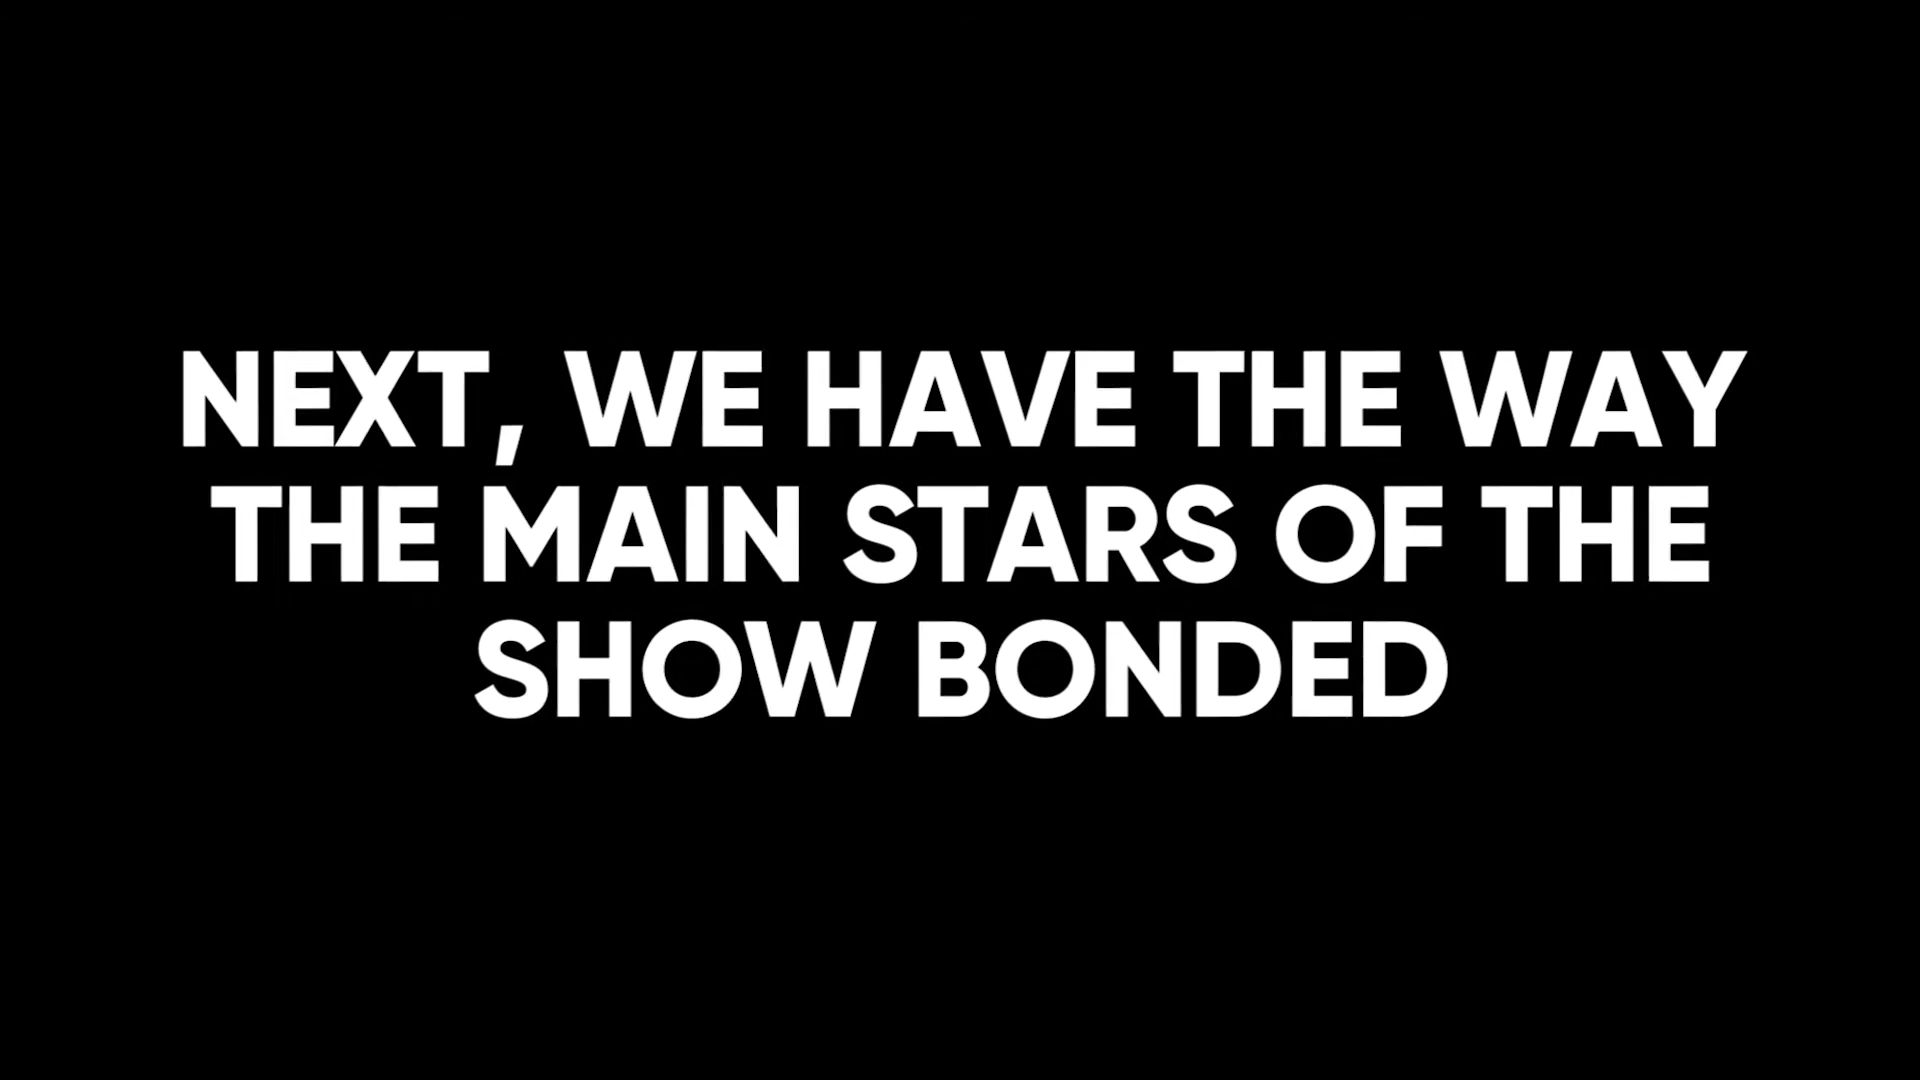 NEXT, WE HAVE THE WAY
THE MAIN STARS OF THE
SHOW BONDED